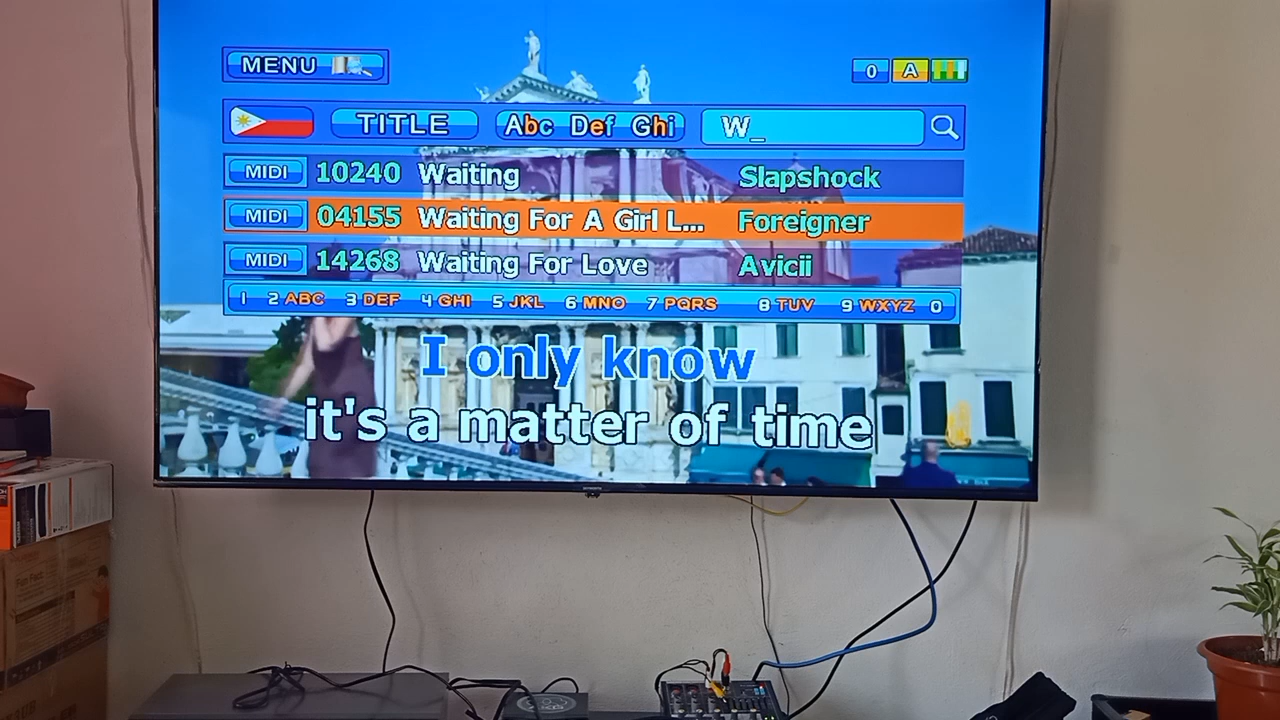 MENU
0 A
TITLE Abc Def Ghi W_
MIDI 10240 Waiting Slapshock
MIDI 04155 Waiting For A Girl L... Foreigner
MIDI 14268 Waiting For Love Avicii
1 2 ABC 3 DEF 4 GHI 5 JKL 6 MNO 7 PQRS 8 TUV 9 WXYZ 0
I only know
it's a matter of time